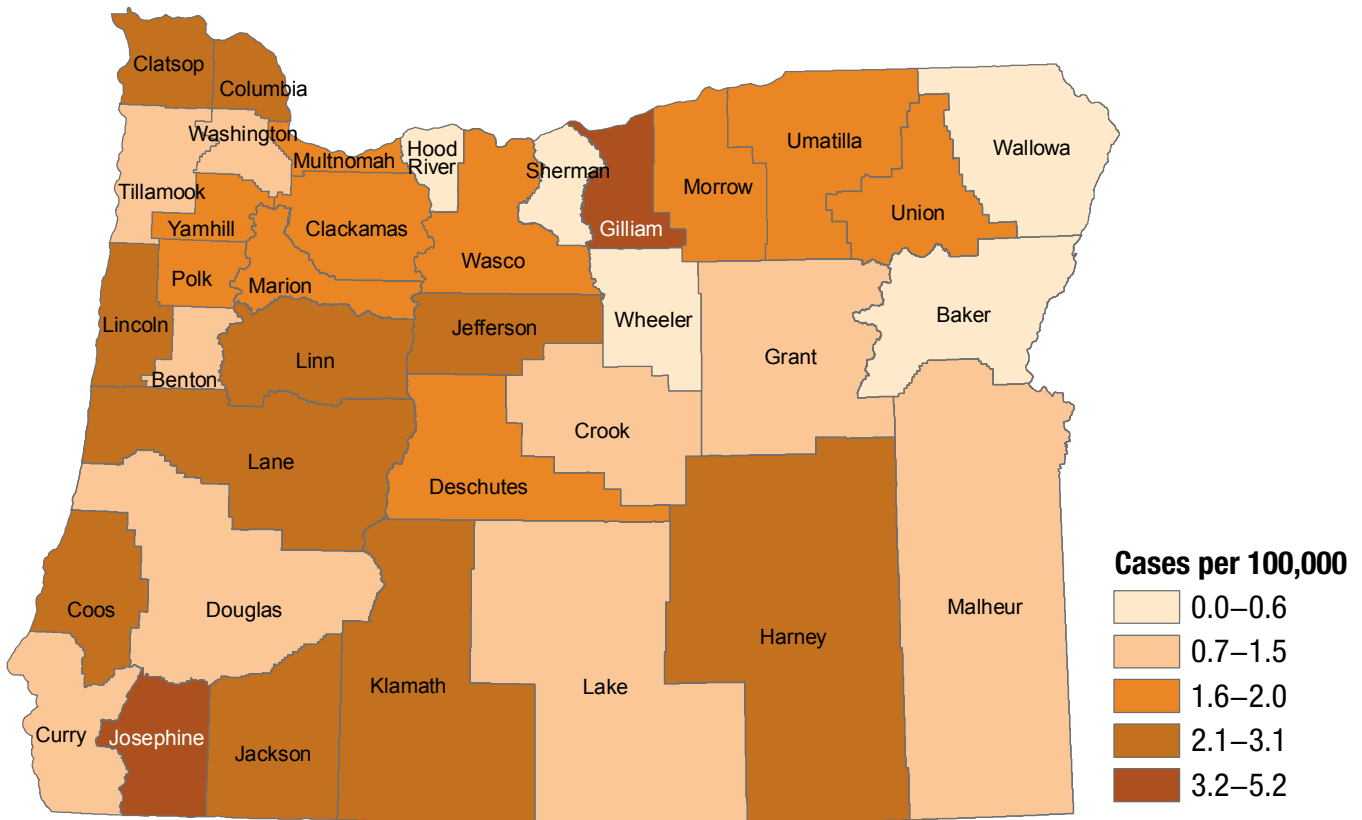 Clatsop
Columbia
Washington
Tillamook
Multnomah
Hood
River
Sherman
Gilliam
Morrow
Umatilla
Union
Wallowa
Yamhill
Clackamas
Polk
Marion
Wasco
Lincoln
Benton
Linn
Jefferson
Wheeler
Grant
Baker
Crook
Lane
Deschutes
Coos
Douglas
Curry
Josephine
Jackson
Klamath
Lake
Harney
Malheur
Cases per 100,000
0.0–0.6
0.7–1.5
1.6–2.0
2.1–3.1
3.2–5.2